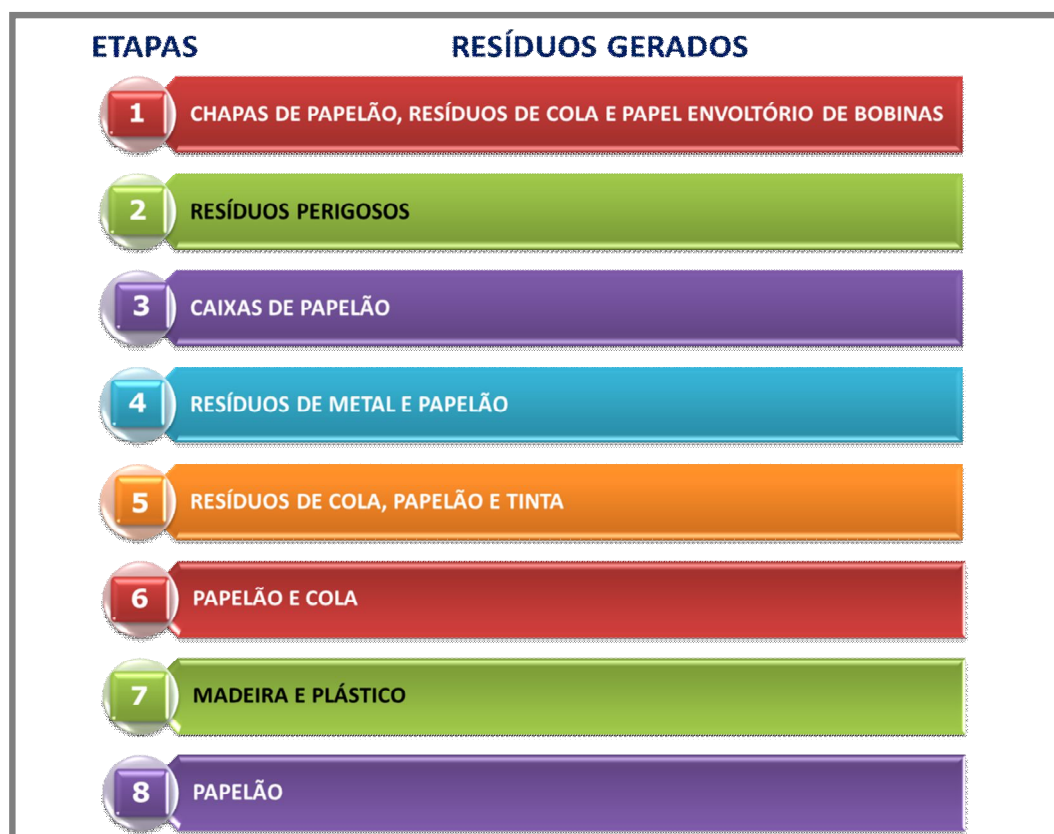 ETAPAS RESÍDUOS GERADOS
1 CHAPAS DE PAPELÃO, RESÍDUOS DE COLA E PAPEL ENVOLTÓRIO DE BOBINAS
2 RESÍDUOS PERIGOSOS
3 CAIXAS DE PAPELÃO
4 RESÍDUOS DE METAL E PAPELÃO
5 RESÍDUOS DE COLA, PAPELÃO E TINTA
6 PAPELÃO E COLA
7 MADEIRA E PLÁSTICO
8 PAPELÃO